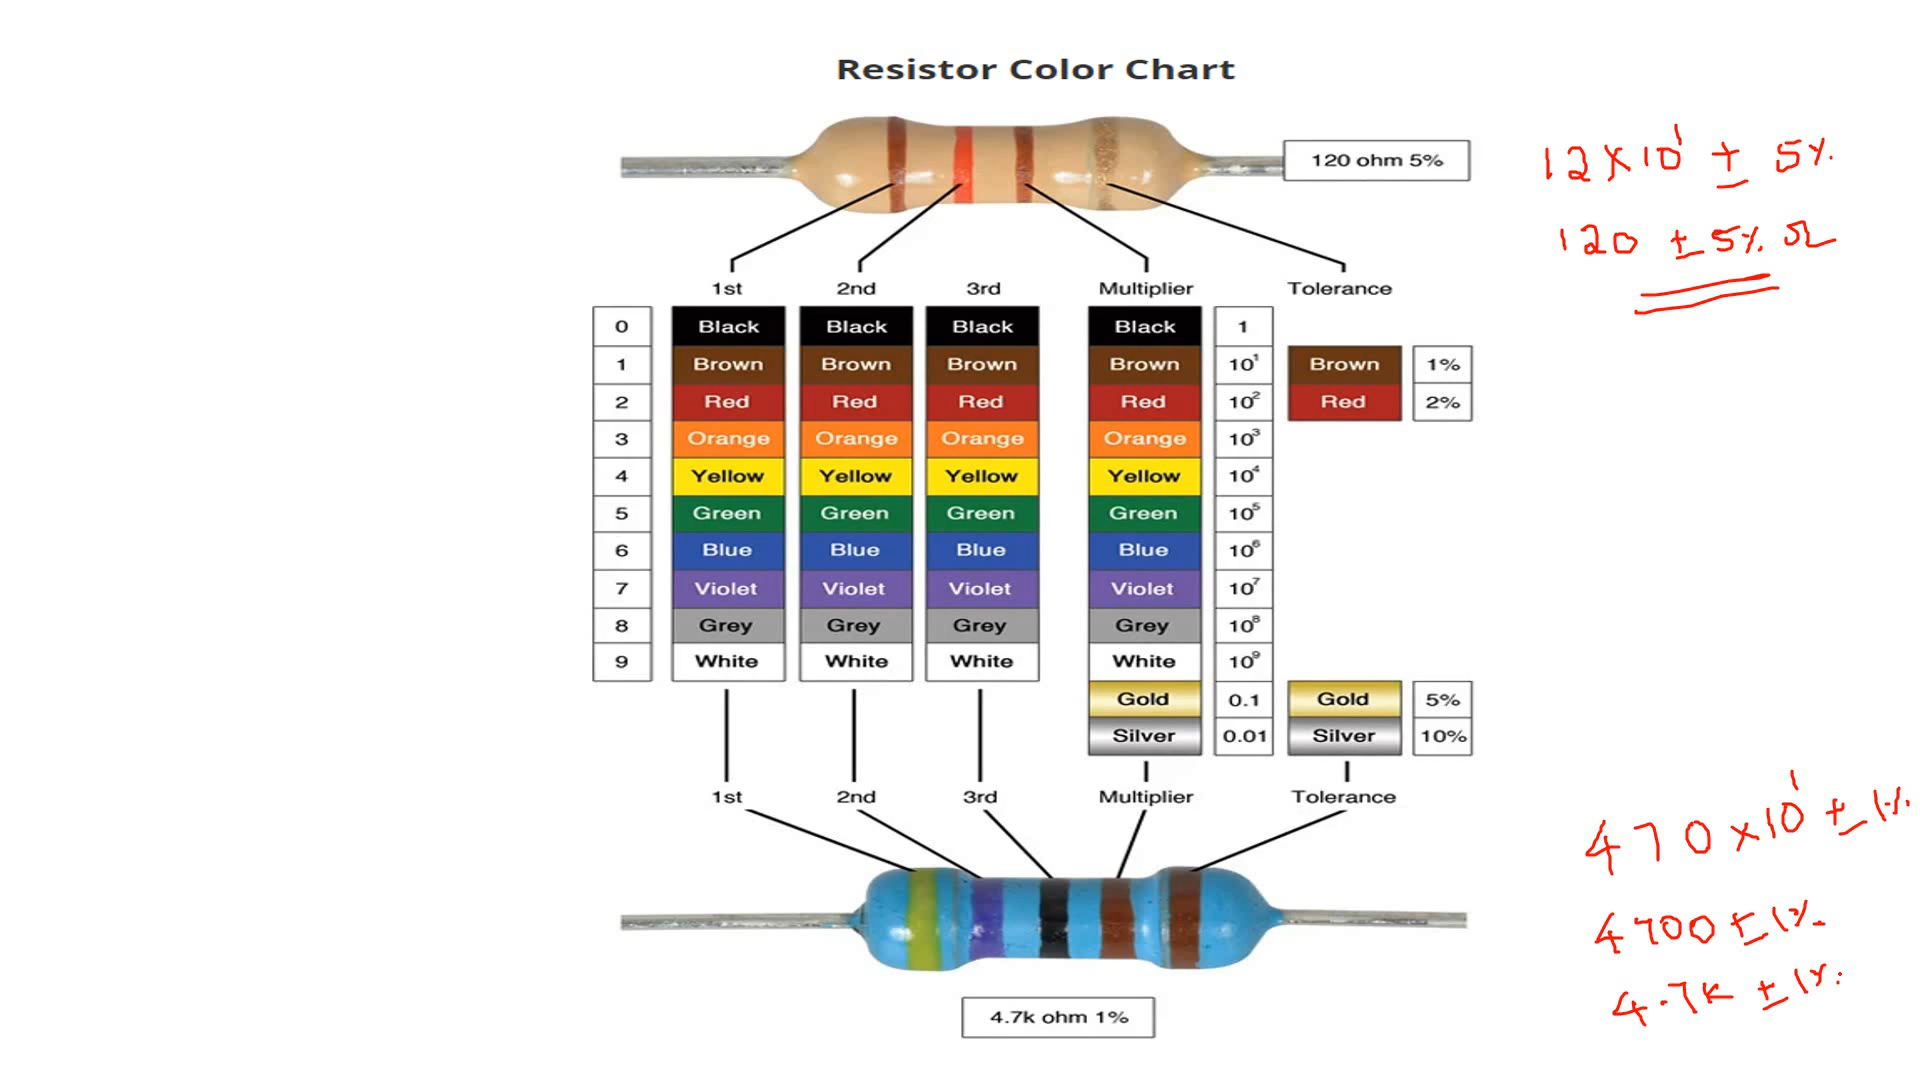 Resistor Color Chart
120 ohm 5%
12 × 10¹ ± 5%
120 ± 5% Ω
1st 2nd 3rd Multiplier Tolerance
0 Black Black Black Black 1
1 Brown Brown Brown Brown 10¹ Brown 1%
2 Red Red Red Red 10² Red 2%
3 Orange Orange Orange Orange 10³
4 Yellow Yellow Yellow Yellow 10⁴
5 Green Green Green Green 10⁵
6 Blue Blue Blue Blue 10⁶
7 Violet Violet Violet Violet 10⁷
8 Grey Grey Grey Grey 10⁸
9 White White White White 10⁹
Gold 0.1 Gold 5%
Silver 0.01 Silver 10%
1st 2nd 3rd Multiplier Tolerance
470 × 10¹ ± 1%
4700 ± 1%
4.7K ± 1%
4.7k ohm 1%